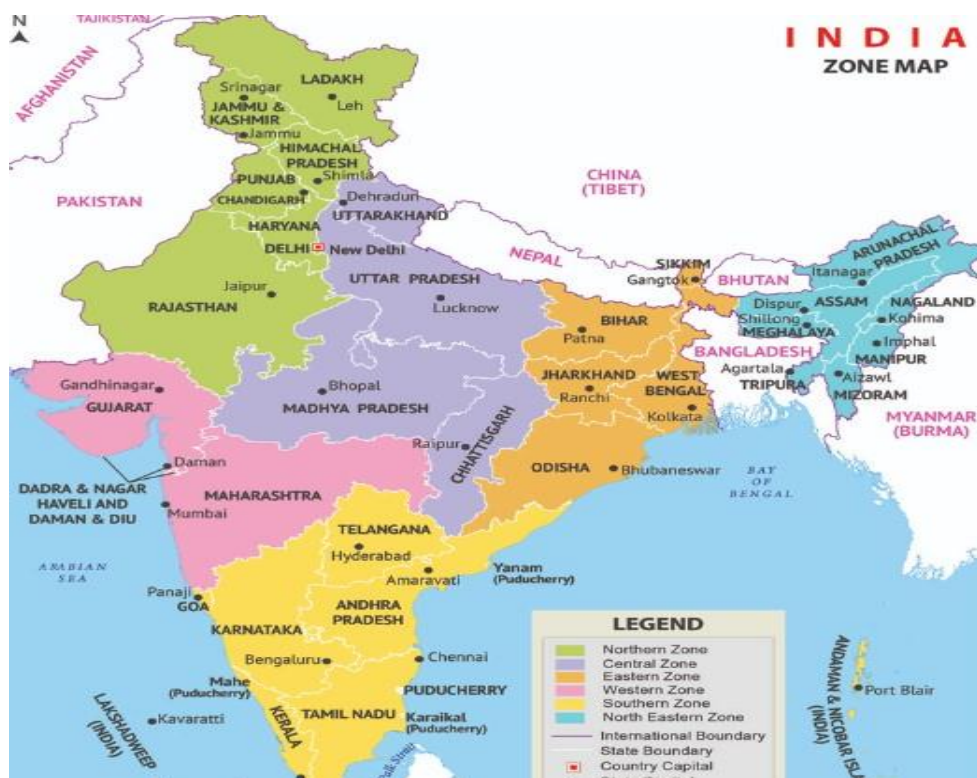 N
TAJIKISTAN
INDIA
ZONE MAP
AFGHANISTAN
LADAKH
Srinagar
Leh
JAMMU &
KASHMIR
Jammu
HIMACHAL
PRADESH
Shimla
PUNJAB
CHANDIGARH
CHINA
(TIBET)
PAKISTAN
Dehradun
UTTARAKHAND
HARYANA
DELHI
New Delhi
NEPAL
ARUNACHAL
PRADESH
SIKKIM
Gangtok
BHUTAN
Itanagar
UTTAR PRADESH
Jaipur
RAJASTHAN
Lucknow
Dispur
ASSAM
NAGALAND
BIHAR
Shillong
Kohima
Patna
MEGHALAYA
Imphal
BANGLADESH
MANIPUR
Gandhinagar
GUJARAT
Bhopal
MADHYA PRADESH
JHARKHAND
Ranchi
WEST
BENGAL
Kolkata
Agartala
TRIPURA
Aizawl
MIZORAM
MYANMAR
(BURMA)
Raipur
CHHATTISGARH
Daman
ODISHA
Bhubaneswar
BAY
OF
BENGAL
DADRA & NAGAR
HAVELI AND
DAMAN & DIU
MAHARASHTRA
Mumbai
TELANGANA
Hyderabad
ARABIAN
SEA
Amaravati
Yanam
(Puducherry)
Panaji
GOA
ANDHRA
PRADESH
KARNATAKA
Bengaluru
Chennai
Mahe
(Puducherry)
PUDUCHERRY
LAKSHADWEEP
(INDIA)
Kavaratti
KERALA
TAMIL NADU
Karaikal
(Puducherry)
Palk Strait
LEGEND
Northern Zone
Central Zone
Eastern Zone
Western Zone
Southern Zone
North Eastern Zone
International Boundary
State Boundary
Country Capital
ANDAMAN & NICOBAR
(INDIA)
Port Blair